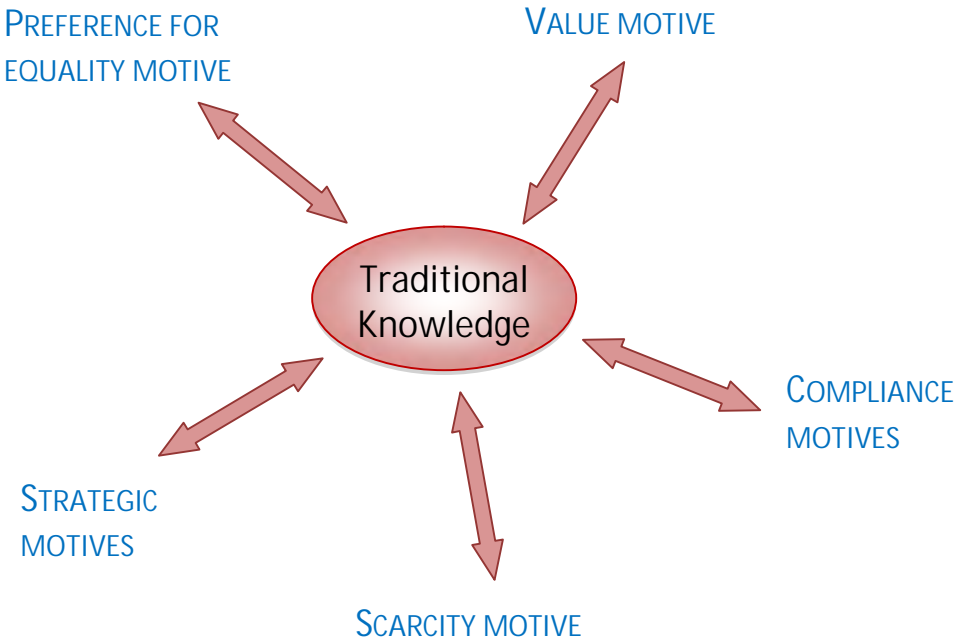 PREFERENCE FOR
EQUALITY MOTIVE
VALUE MOTIVE
Traditional
Knowledge
COMPLIANCE
MOTIVES
STRATEGIC
MOTIVES
SCARCITY MOTIVE